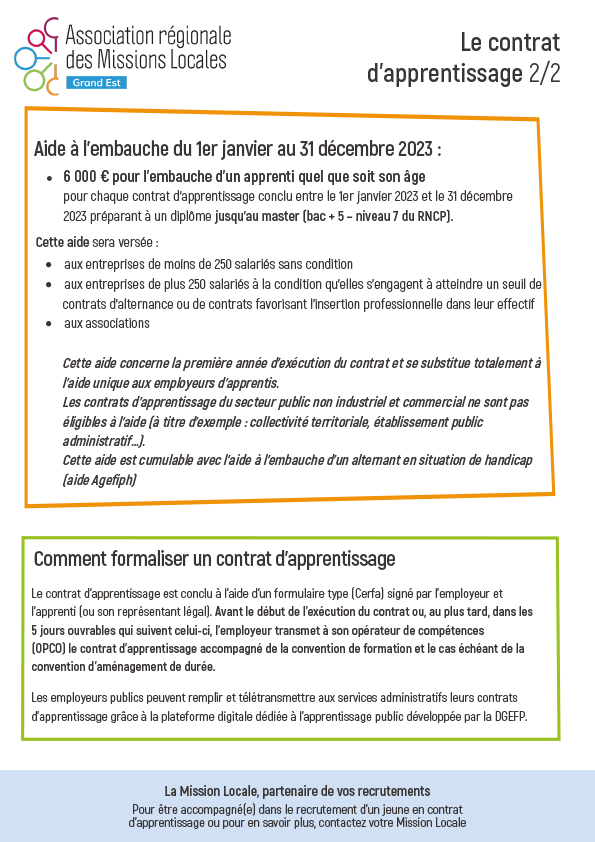 Association régionale
des Missions Locales
Grand Est
Le contrat
d'apprentissage 2/2
Aide à l'embauche du 1er janvier au 31 décembre 2023 :
• 6 000 € pour l'embauche d'un apprenti quel que soit son âge
pour chaque contrat d'apprentissage conclu entre le 1er janvier 2023 et le 31 décembre
2023 préparant à un diplôme jusqu'au master (bac + 5 – niveau 7 du RNCP).
Cette aide sera versée :
• aux entreprises de moins de 250 salariés sans condition
• aux entreprises de plus 250 salariés à la condition qu'elles s'engagent à atteindre un seuil de
contrats d'alternance ou de contrats favorisant l'insertion professionnelle dans leur effectif
• aux associations
Cette aide concerne la première année d'exécution du contrat et se substitue totalement à
l'aide unique aux employeurs d'apprentis.
Les contrats d'apprentissage du secteur public non industriel et commercial ne sont pas
éligibles à l'aide (à titre d'exemple : collectivité territoriale, établissement public
administratif…).
Cette aide est cumulable avec l'aide à l'embauche d'un alternant en situation de handicap
(aide Agefiph)
Comment formaliser un contrat d'apprentissage
Le contrat d'apprentissage est conclu à l'aide d'un formulaire type (Cerfa) signé par l'employeur et
l'apprenti (ou son représentant légal). Avant le début de l'exécution du contrat ou, au plus tard, dans les
5 jours ouvrables qui suivent celui-ci, l'employeur transmet à son opérateur de compétences
(OPCO) le contrat d'apprentissage accompagné de la convention de formation et le cas échéant de la
convention d'aménagement de durée.
Les employeurs publics peuvent remplir et télétransmettre aux services administratifs leurs contrats
d'apprentissage grâce à la plateforme digitale dédiée à l'apprentissage public développée par la DGEFP.
La Mission Locale, partenaire de vos recrutements
Pour être accompagné(e) dans le recrutement d'un jeune en contrat
d'apprentissage ou pour en savoir plus, contactez votre Mission Locale